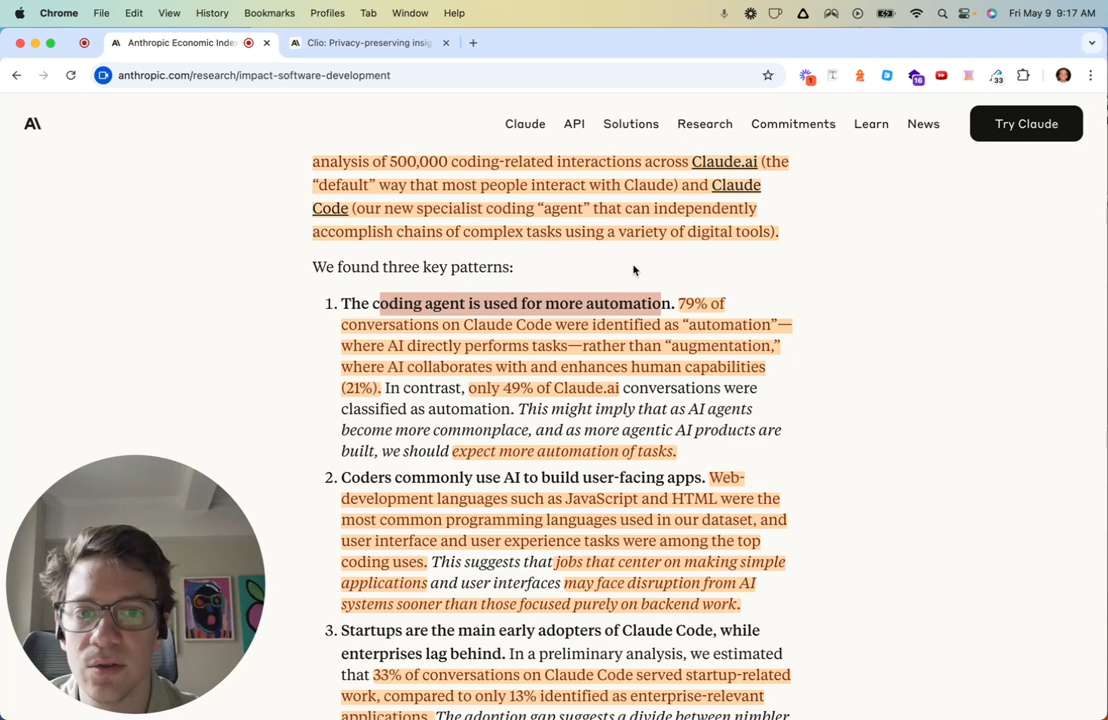 Chrome File Edit View History Bookmarks Profiles Tab Window Help Fri May 9 9:17 AM
Anthropic Economic Inde Clio: Privacy-preserving insig
anthropic.com/research/impact-software-development 1 16 33
Claude API Solutions Research Commitments Learn News Try Claude
analysis of 500,000 coding-related interactions across Claude.ai (the
“default” way that most people interact with Claude) and Claude
Code (our new specialist coding “agent” that can independently
accomplish chains of complex tasks using a variety of digital tools).
We found three key patterns:
1. The coding agent is used for more automation. 79% of
conversations on Claude Code were identified as “automation”—
where AI directly performs tasks—rather than “augmentation,”
where AI collaborates with and enhances human capabilities
(21%). In contrast, only 49% of Claude.ai conversations were
classified as automation. This might imply that as AI agents
become more commonplace, and as more agentic AI products are
built, we should expect more automation of tasks.
2. Coders commonly use AI to build user-facing apps. Web-
development languages such as JavaScript and HTML were the
most common programming languages used in our dataset, and
user interface and user experience tasks were among the top
coding uses. This suggests that jobs that center on making simple
applications and user interfaces may face disruption from AI
systems sooner than those focused purely on backend work.
3. Startups are the main early adopters of Claude Code, while
enterprises lag behind. In a preliminary analysis, we estimated
that 33% of conversations on Claude Code served startup-related
work, compared to only 13% identified as enterprise-relevant
applications. The adoption gap suggests a divide between nimbler